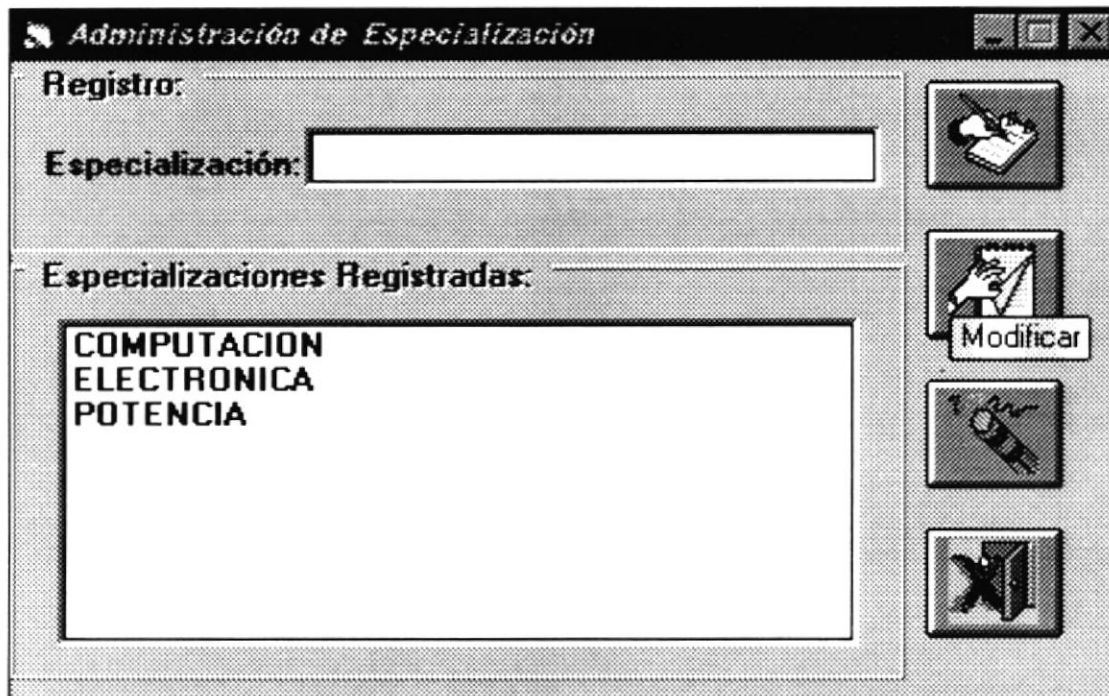 Administración de Especialización
Registro:
Especialización:
Especializaciones Registradas:
COMPUTACION
ELECTRONICA
POTENCIA
Modificar